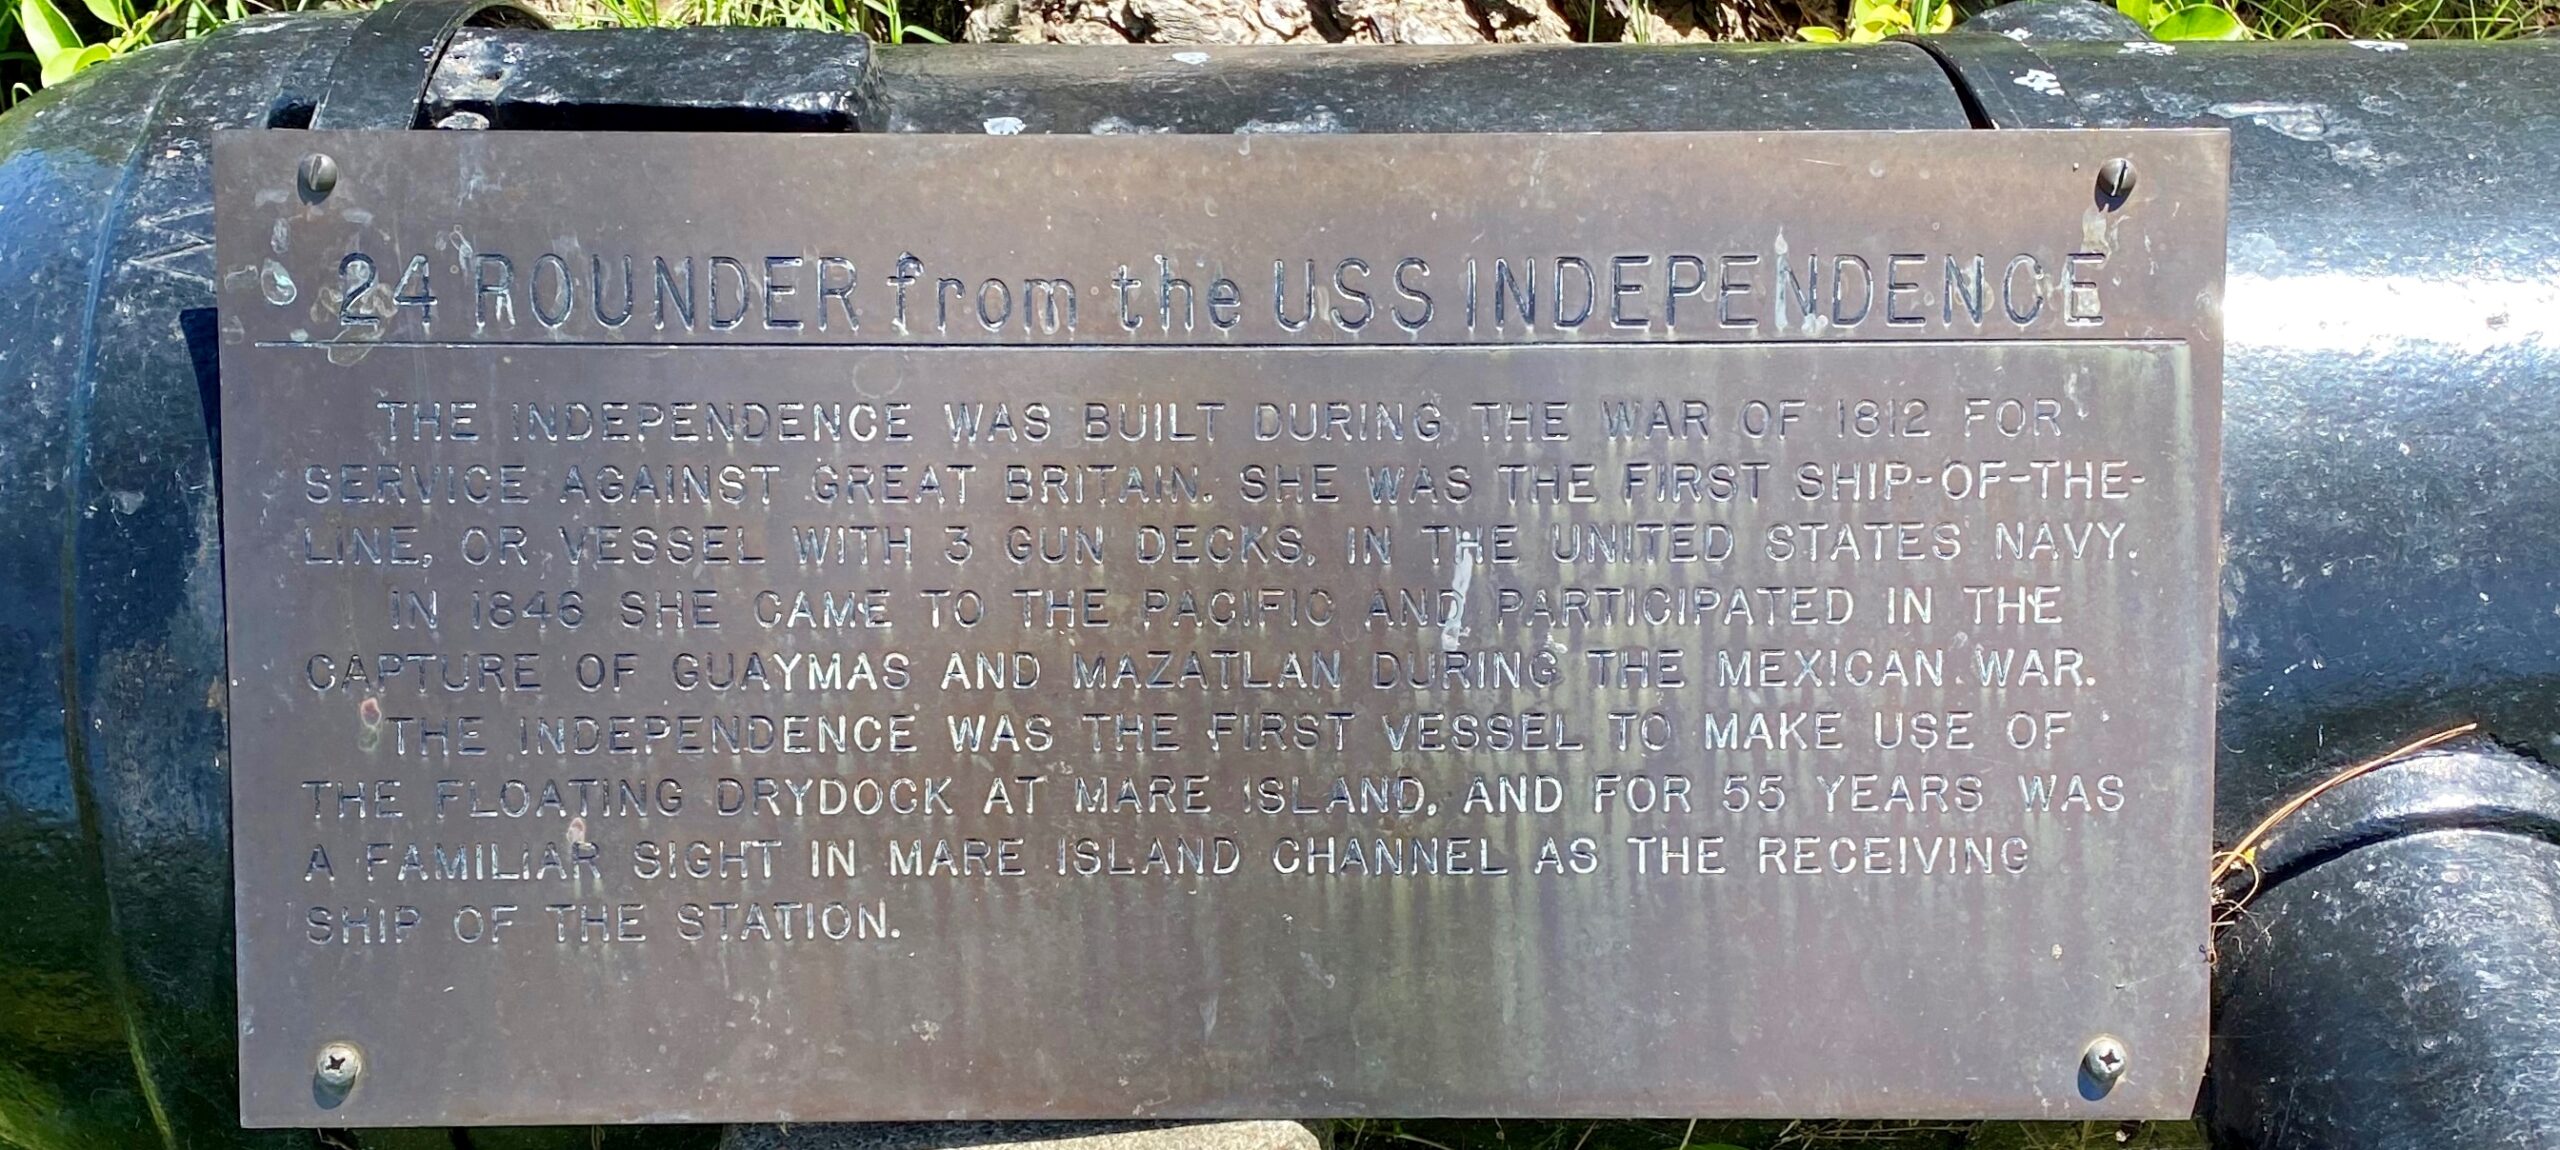 24 ROUNDER from the USS INDEPENDENCE
THE INDEPENDENCE WAS BUILT DURING THE WAR OF 1812 FOR
SERVICE AGAINST GREAT BRITAIN. SHE WAS THE FIRST SHIP-OF-THE-
LINE, OR VESSEL WITH 3 GUN DECKS, IN THE UNITED STATES NAVY.
IN 1846 SHE CAME TO THE PACIFIC AND PARTICIPATED IN THE
CAPTURE OF GUAYMAS AND MAZATLAN DURING THE MEXICAN WAR.
THE INDEPENDENCE WAS THE FIRST VESSEL TO MAKE USE OF
THE FLOATING DRYDOCK AT MARE ISLAND, AND FOR 55 YEARS WAS
A FAMILIAR SIGHT IN MARE ISLAND CHANNEL AS THE RECEIVING
SHIP OF THE STATION.